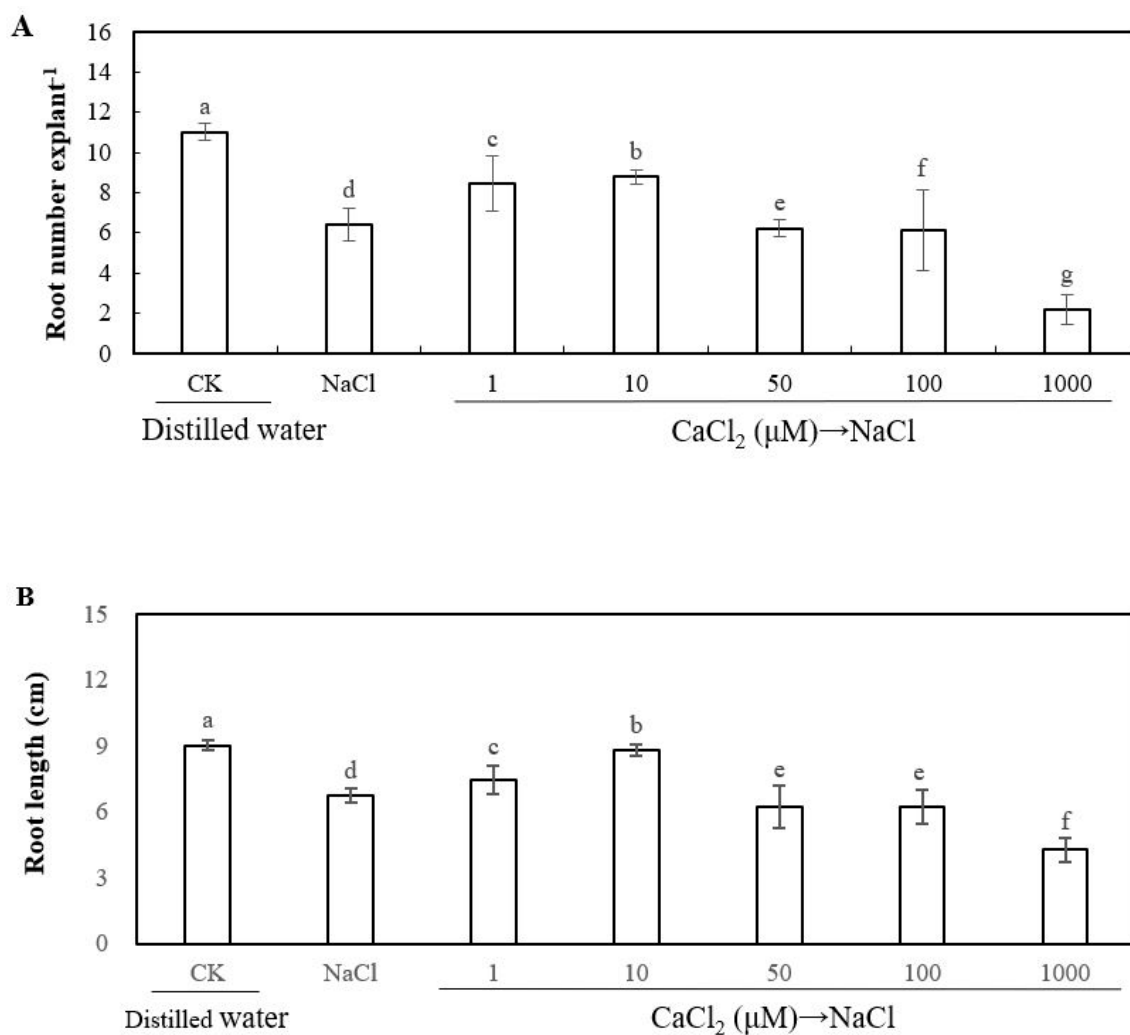 A
Root number explant⁻¹
16
14
12
10
8
6
4
2
0
a
d
c
b
e
f
g
CK
NaCl
1
10
50
100
1000
Distilled water
CaCl₂ (μM)→NaCl
B
Root length (cm)
15
12
9
6
3
0
a
d
c
b
e
e
f
CK
NaCl
1
10
50
100
1000
Distilled water
CaCl₂ (μM)→NaCl